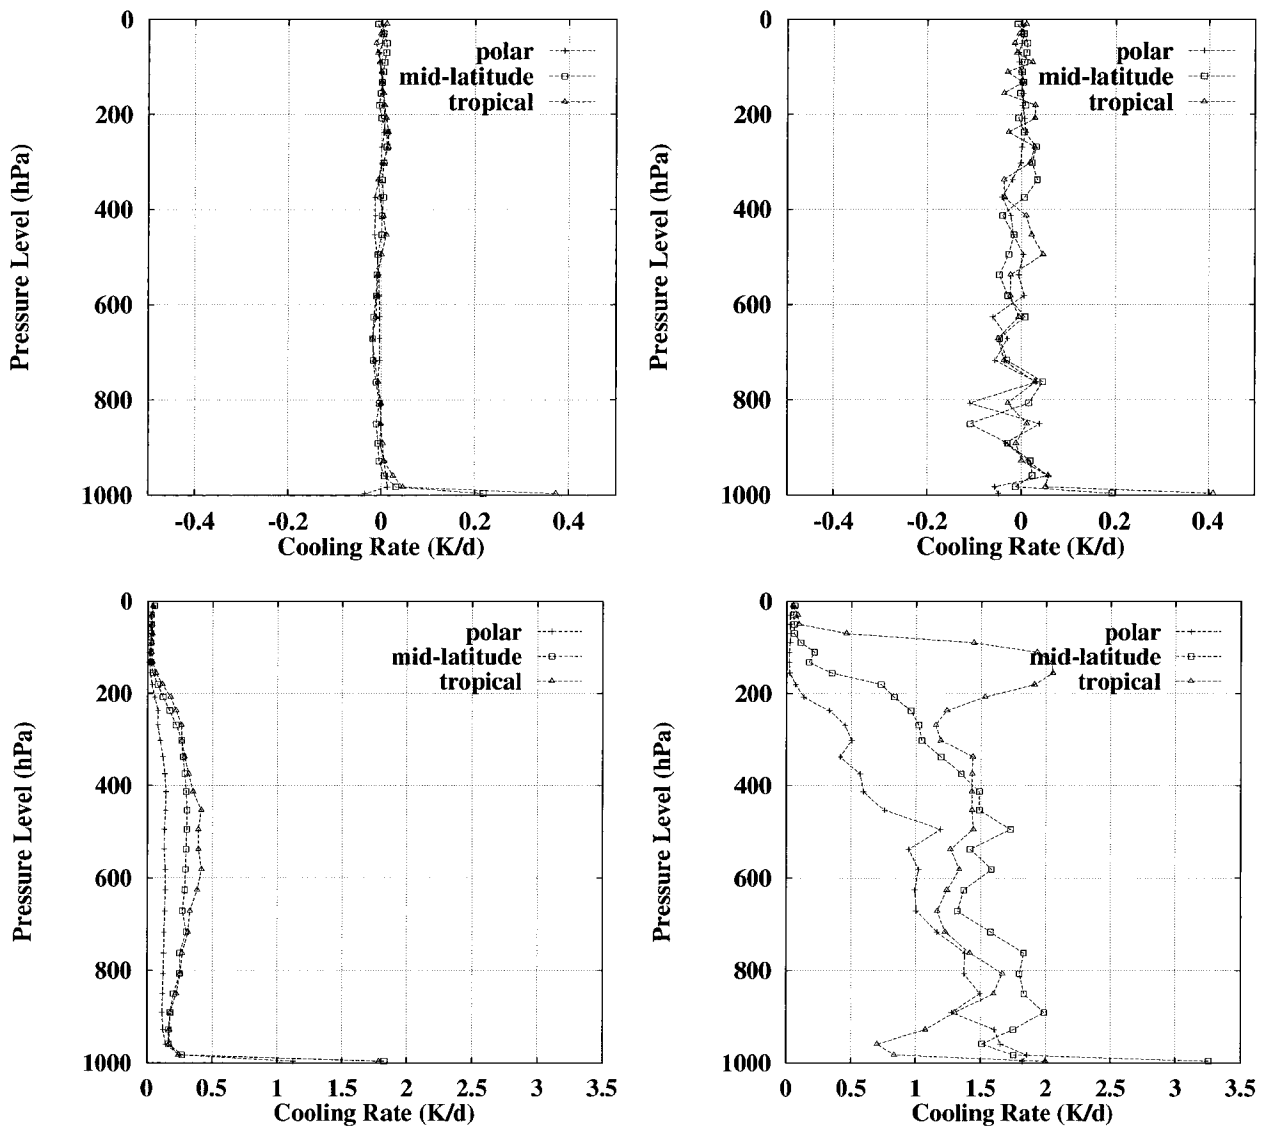 0
200
400
600
800
1000
Pressure Level (hPa)
polar
mid-latitude
tropical
-0.4
-0.2
0
0.2
0.4
Cooling Rate (K/d)
0
200
400
600
800
1000
Pressure Level (hPa)
polar
mid-latitude
tropical
-0.4
-0.2
0
0.2
0.4
Cooling Rate (K/d)
0
200
400
600
800
1000
Pressure Level (hPa)
polar
mid-latitude
tropical
0
0.5
1
1.5
2
2.5
3
3.5
Cooling Rate (K/d)
0
200
400
600
800
1000
Pressure Level (hPa)
polar
mid-latitude
tropical
0
0.5
1
1.5
2
2.5
3
3.5
Cooling Rate (K/d)